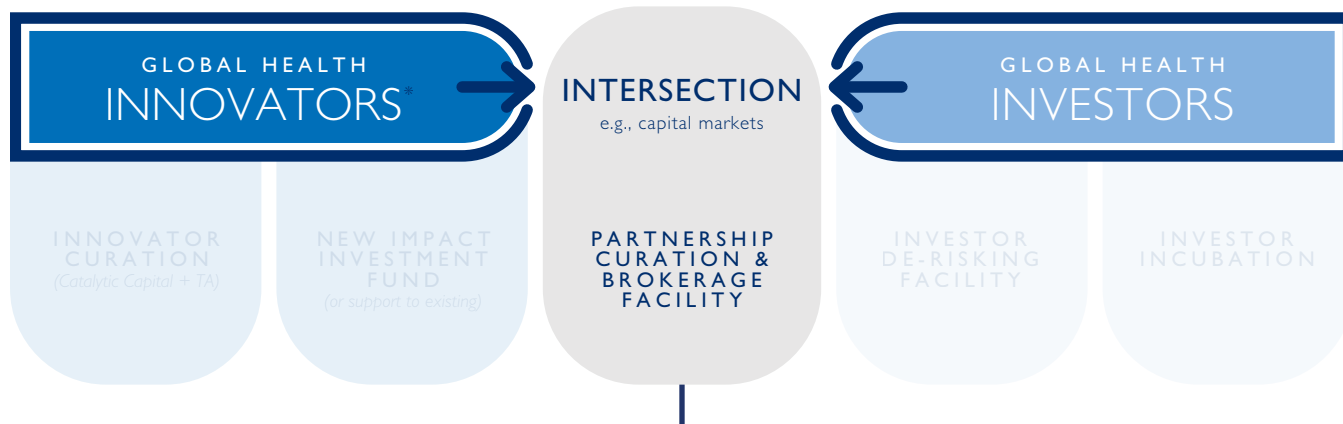 GLOBAL HEALTH
INNOVATORS*
INTERSECTION
e.g., capital markets
GLOBAL HEALTH
INVESTORS
INNOVATOR
CURATION
(Catalytic Capital + TA)
NEW IMPACT
INVESTMENT
FUND
(or support to existing)
PARTNERSHIP
CURATION &
BROKERAGE
FACILITY
INVESTOR
DE-RISKING
FACILITY
INVESTOR
INCUBATION